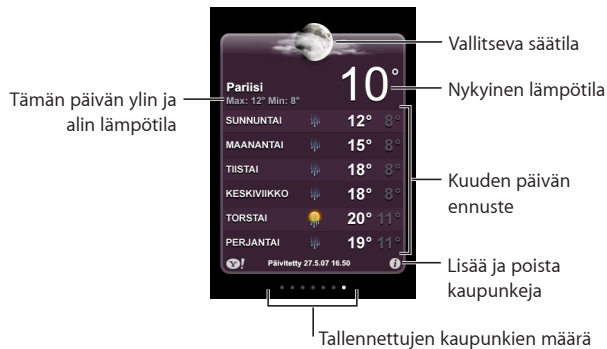 Vallitseva säätila
10°
Nykyinen lämpötila
Pariisi
Max: 12° Min: 8°
Tämän päivän ylin ja
alin lämpötila
SUNNUNTAI 12° 8°
MAANANTAI 15° 8°
TIISTAI 18° 8°
KESKIVIIKKO 18° 8°
TORSTAI 20° 11°
PERJANTAI 19° 11°
Kuuden päivän
ennuste
Y! Päivitetty 27.5.07 16.50 i
Lisää ja poista
kaupunkeja
Tallennettujen kaupunkien määrä